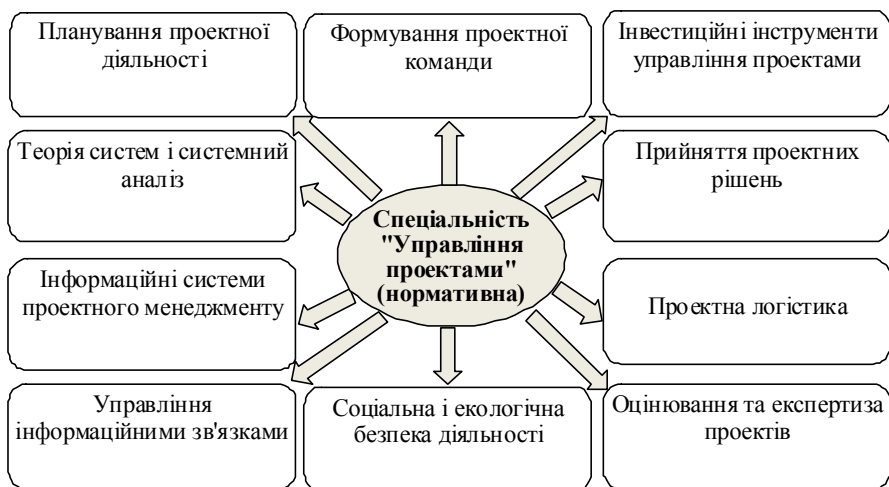 Планування проектної
діяльності
Формування проектної
команди
Інвестиційні інструменти
управління проектами
Теорія систем і системний
аналіз
Прийняття проектних
рішень
Спеціальність
"Управління
проектами"
(нормативна)
Інформаційні системи
проектного менеджменту
Проектна логістика
Управління
інформаційними зв'язками
Соціальна і екологічна
безпека діяльності
Оцінювання та експертиза
проектів